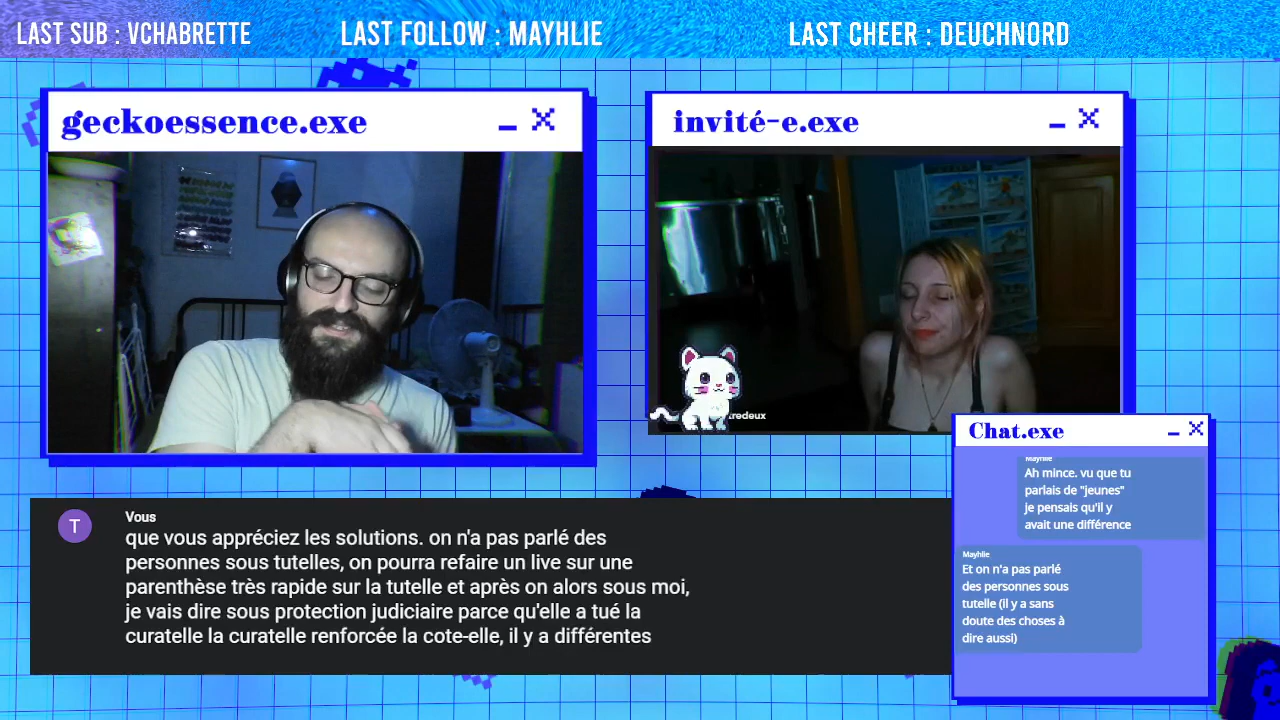 LAST SUB : VCHABRETTE
LAST FOLLOW : MAYHLIE
LAST CHEER : DEUCHNORD
geckoessence.exe
invité-e.exe
Chat.exe
Mayhlie
Ah mince. vu que tu
parlais de "jeunes"
je pensais qu'il y
avait une différence
Mayhlie
Et on n'a pas parlé
des personnes sous
tutelle (il y a sans
doute des choses à
dire aussi)
T
Vous
que vous appréciez les solutions. on n'a pas parlé des
personnes sous tutelles, on pourra refaire un live sur une
parenthèse très rapide sur la tutelle et après on alors sous moi,
je vais dire sous protection judiciaire parce qu'elle a tué la
curatelle la curatelle renforcée la cote-elle, il y a différentes